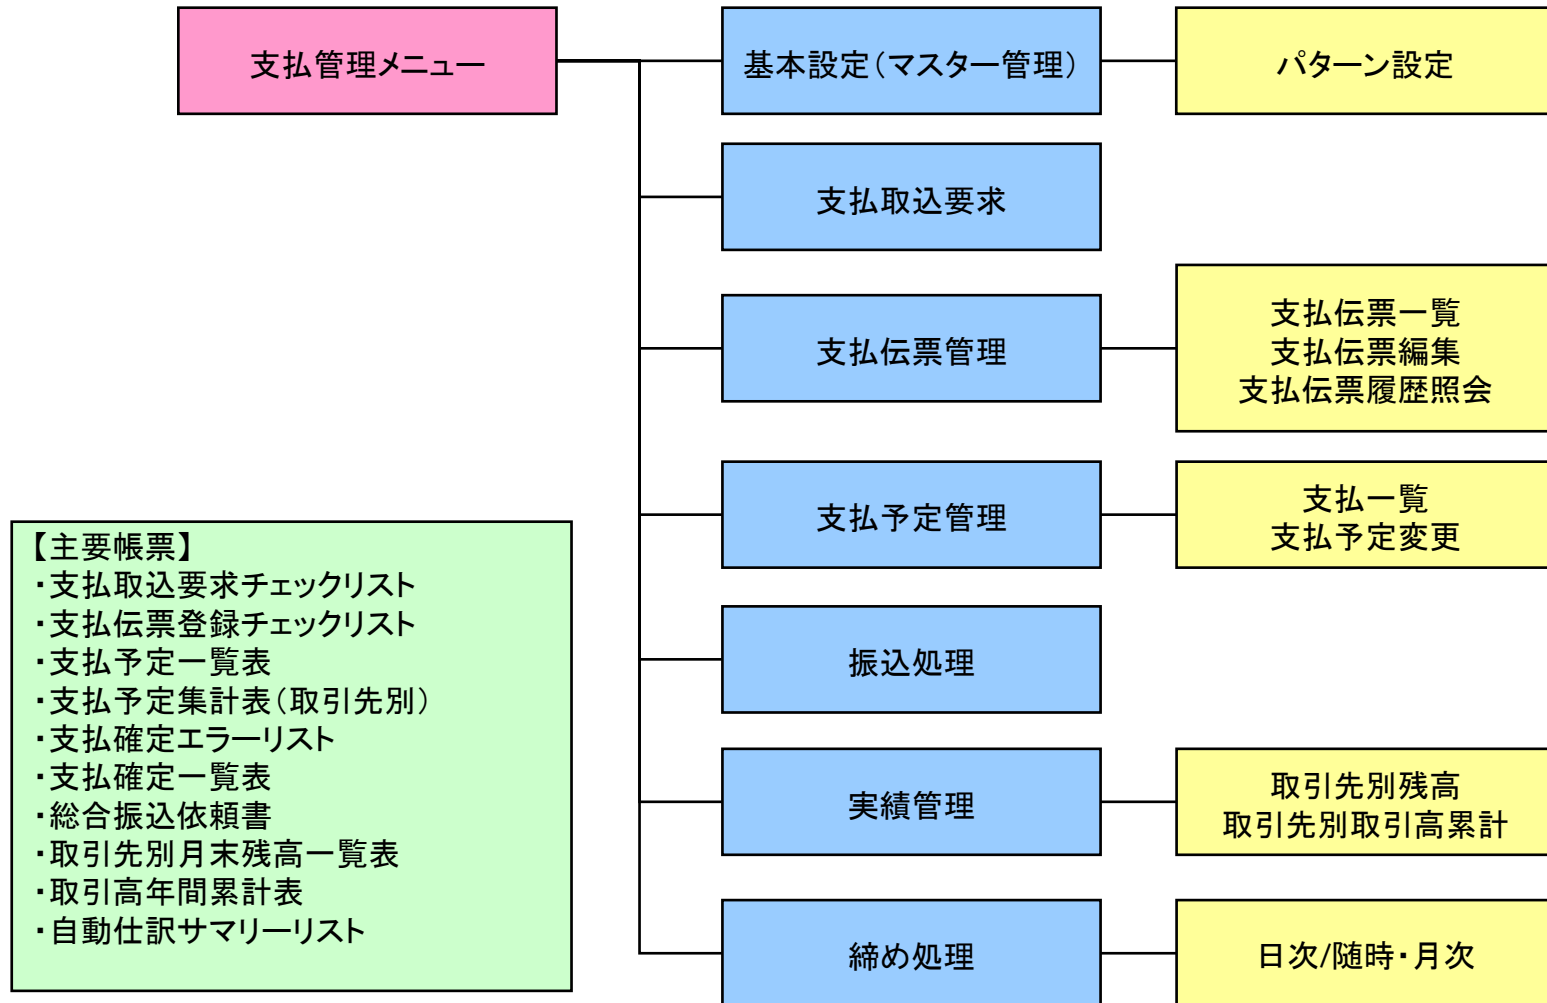 支払管理メニュー
基本設定（マスター管理）
パターン設定
支払取込要求
支払伝票管理
支払伝票一覧
支払伝票編集
支払伝票履歴照会
支払予定管理
支払一覧
支払予定変更
振込処理
実績管理
取引先別残高
取引先別取引高累計
締め処理
日次/随時・月次
【主要帳票】
・支払取込要求チェックリスト
・支払伝票登録チェックリスト
・支払予定一覧表
・支払予定集計表（取引先別）
・支払確定エラーリスト
・支払確定一覧表
・総合振込依頼書
・取引先別月末残高一覧表
・取引高年間累計表
・自動仕訳サマリーリスト